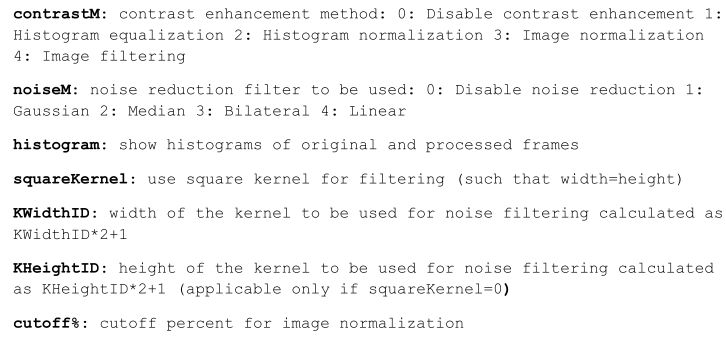 contrastM: contrast enhancement method: 0: Disable contrast enhancement 1:
Histogram equalization 2: Histogram normalization 3: Image normalization
4: Image filtering
noiseM: noise reduction filter to be used: 0: Disable noise reduction 1:
Gaussian 2: Median 3: Bilateral 4: Linear
histogram: show histograms of original and processed frames
squareKernel: use square kernel for filtering (such that width=height)
KWidthID: width of the kernel to be used for noise filtering calculated as
KWidthID*2+1
KHeightID: height of the kernel to be used for noise filtering calculated
as KHeightID*2+1 (applicable only if squareKernel=0)
cutoff%: cutoff percent for image normalization